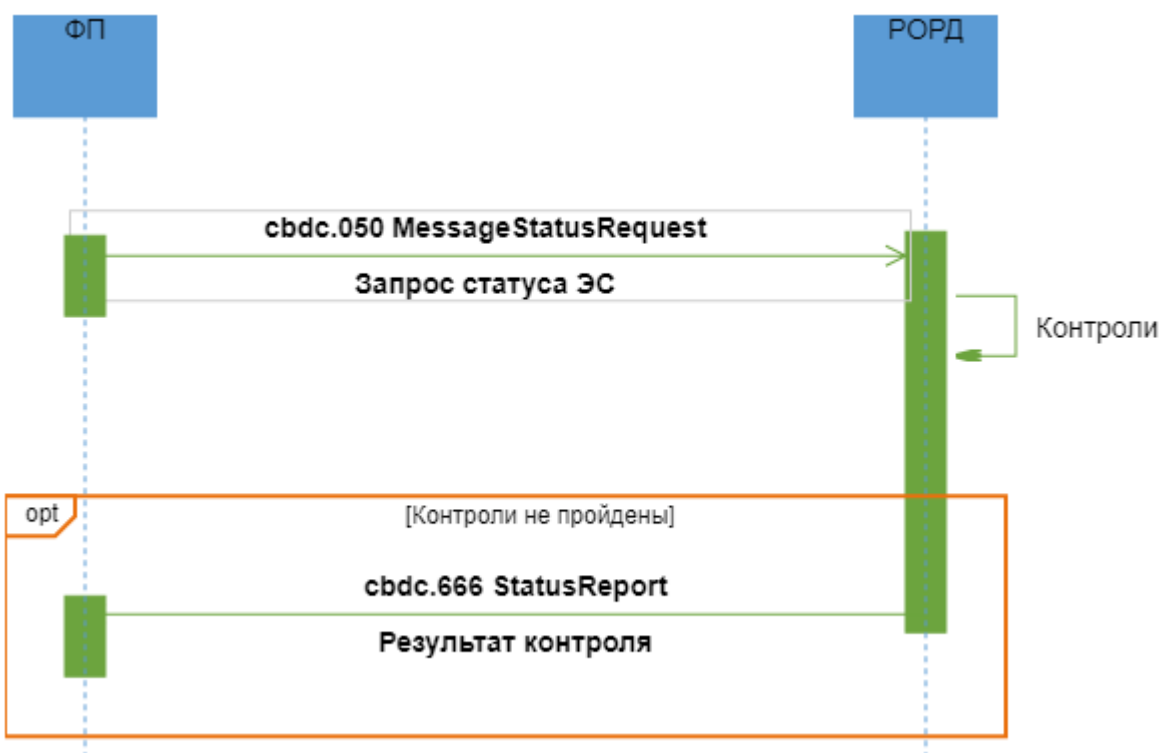 ФП
РОРД
cbdc.050 MessageStatusRequest
Запрос статуса ЭС
Контроли
opt
[Контроли не пройдены]
cbdc.666 StatusReport
Результат контроля